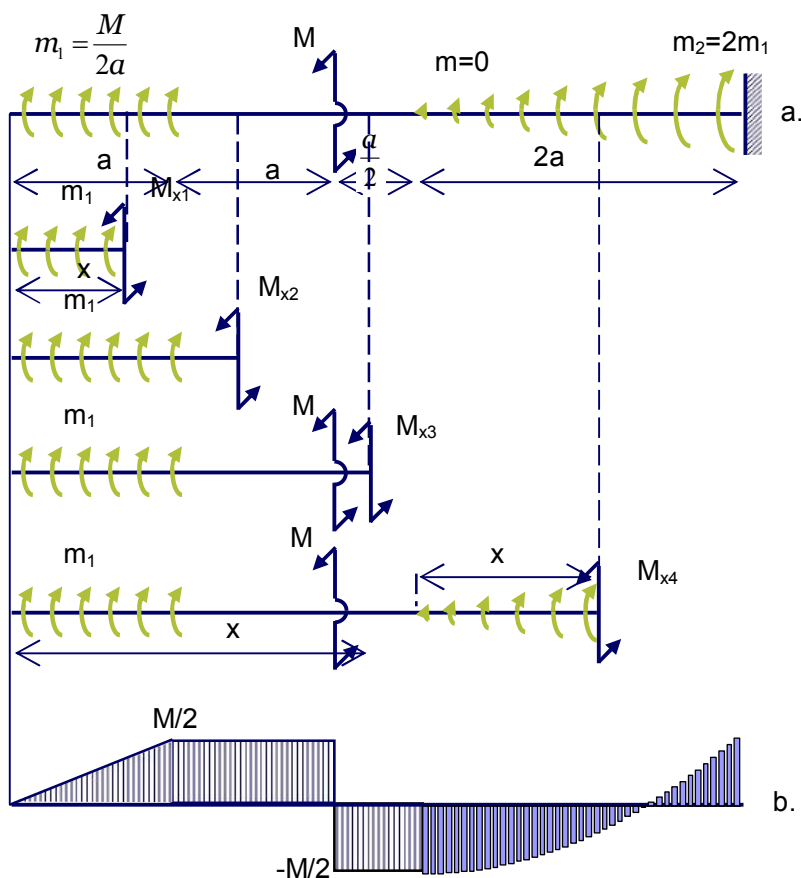 m₁ = M/2a
M
m=0
m₂=2m₁
a.
a
a
a/2
2a
m₁
Mx1
x
m₁
Mx2
m₁
M
Mx3
m₁
M
x
Mx4
x
M/2
b.
-M/2